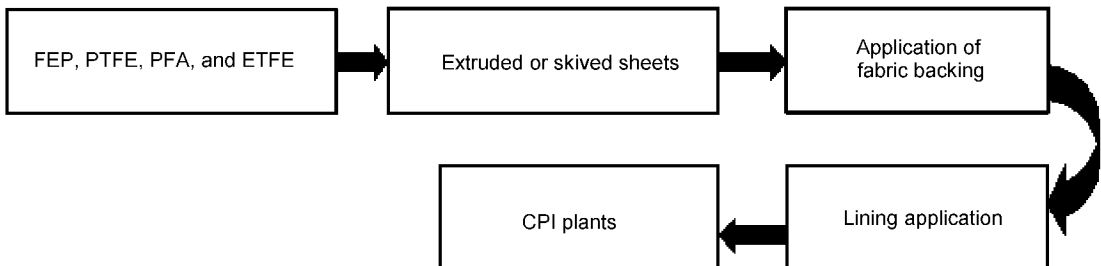 FEP, PTFE, PFA, and ETFE
Extruded or skived sheets
Application of
fabric backing
Lining application
CPI plants